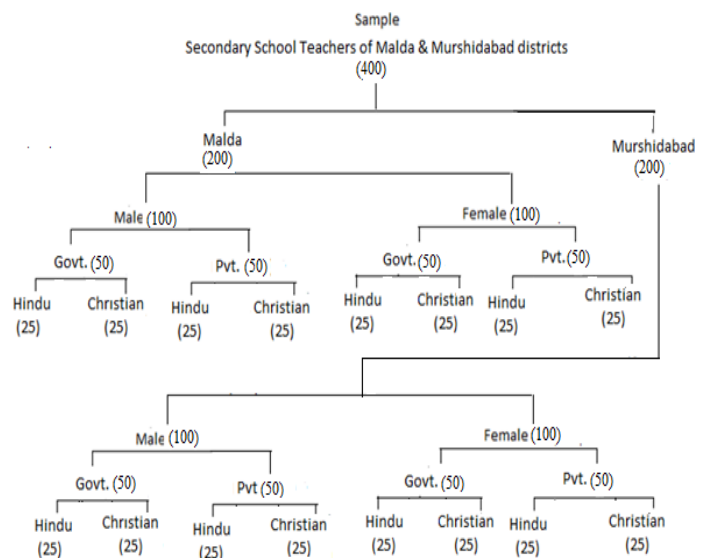 Sample
Secondary School Teachers of Malda & Murshidabad districts
(400)
Malda
(200)
Murshidabad
(200)
Male (100)
Female (100)
Govt. (50)
Pvt. (50)
Govt. (50)
Pvt. (50)
Hindu
(25)
Christian
(25)
Hindu
(25)
Christian
(25)
Hindu
(25)
Christian
(25)
Hindu
(25)
Christian
(25)
Male (100)
Female (100)
Govt. (50)
Pvt (50)
Govt. (50)
Pvt. (50)
Hindu
(25)
Christian
(25)
Hindu
(25)
Christian
(25)
Hindu
(25)
Christian
(25)
Hindu
(25)
Christian
(25)